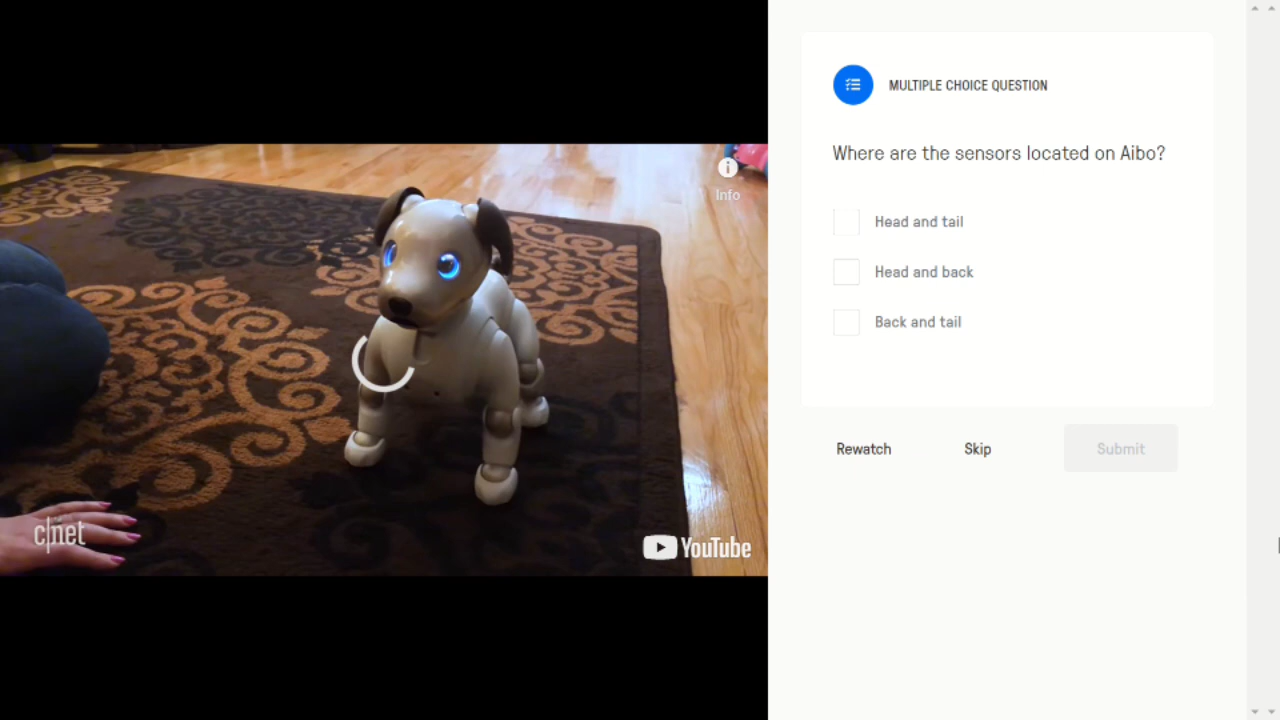 Info
c|net
YouTube
MULTIPLE CHOICE QUESTION
Where are the sensors located on Aibo?
Head and tail
Head and back
Back and tail
Rewatch
Skip
Submit